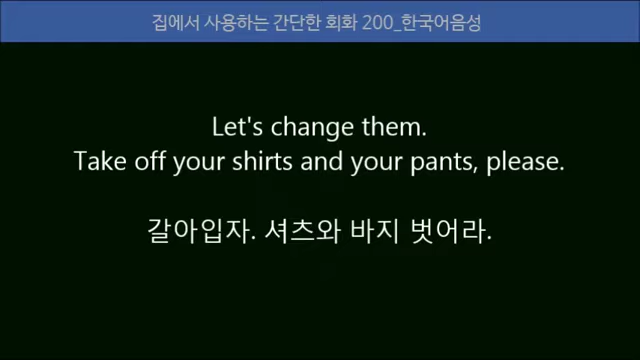 집에서 사용하는 간단한 회화 200_한국어음성
Let's change them.
Take off your shirts and your pants, please.
갈아입자. 셔츠와 바지 벗어라.